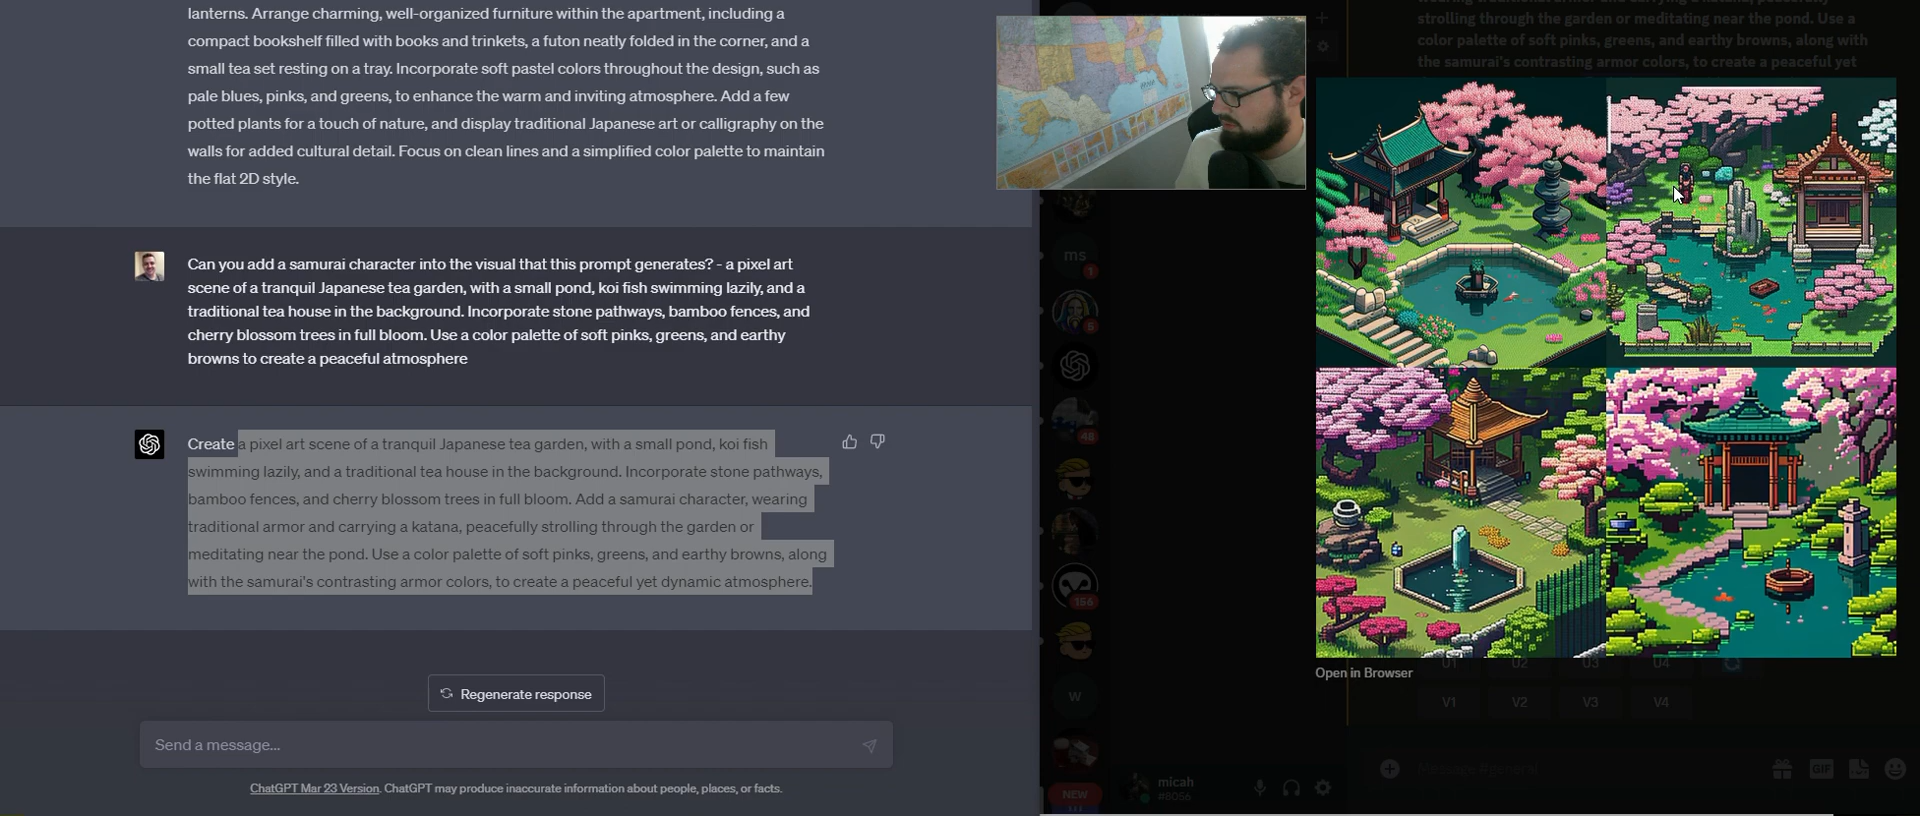 lanterns. Arrange charming, well-organized furniture within the apartment, including a
compact bookshelf filled with books and trinkets, a futon neatly folded in the corner, and a
small tea set resting on a tray. Incorporate soft pastel colors throughout the design, such as
pale blues, pinks, and greens, to enhance the warm and inviting atmosphere. Add a few
potted plants for a touch of nature, and display traditional Japanese art or calligraphy on the
walls for added cultural detail. Focus on clean lines and a simplified color palette to maintain
the flat 2D style.
Can you add a samurai character into the visual that this prompt generates? - a pixel art
scene of a tranquil Japanese tea garden, with a small pond, koi fish swimming lazily, and a
traditional tea house in the background. Incorporate stone pathways, bamboo fences, and
cherry blossom trees in full bloom. Use a color palette of soft pinks, greens, and earthy
browns to create a peaceful atmosphere
Create a pixel art scene of a tranquil Japanese tea garden, with a small pond, koi fish
swimming lazily, and a traditional tea house in the background. Incorporate stone pathways,
bamboo fences, and cherry blossom trees in full bloom. Add a samurai character, wearing
traditional armor and carrying a katana, peacefully strolling through the garden or
meditating near the pond. Use a color palette of soft pinks, greens, and earthy browns, along
with the samurai's contrasting armor colors, to create a peaceful yet dynamic atmosphere.
Regenerate response
Send a message...
ChatGPT Mar 23 Version. ChatGPT may produce inaccurate information about people, places, or facts.
strolling through the garden or meditating near the pond. Use a
color palette of soft pinks, greens, and earthy browns, along with
the samurai's contrasting armor colors, to create a peaceful yet
ms
1
5
48
156
W
NEW
Open in Browser
U1 U2 U3 U4
V1 V2 V3 V4
micah
#8056
Message #general
GIF